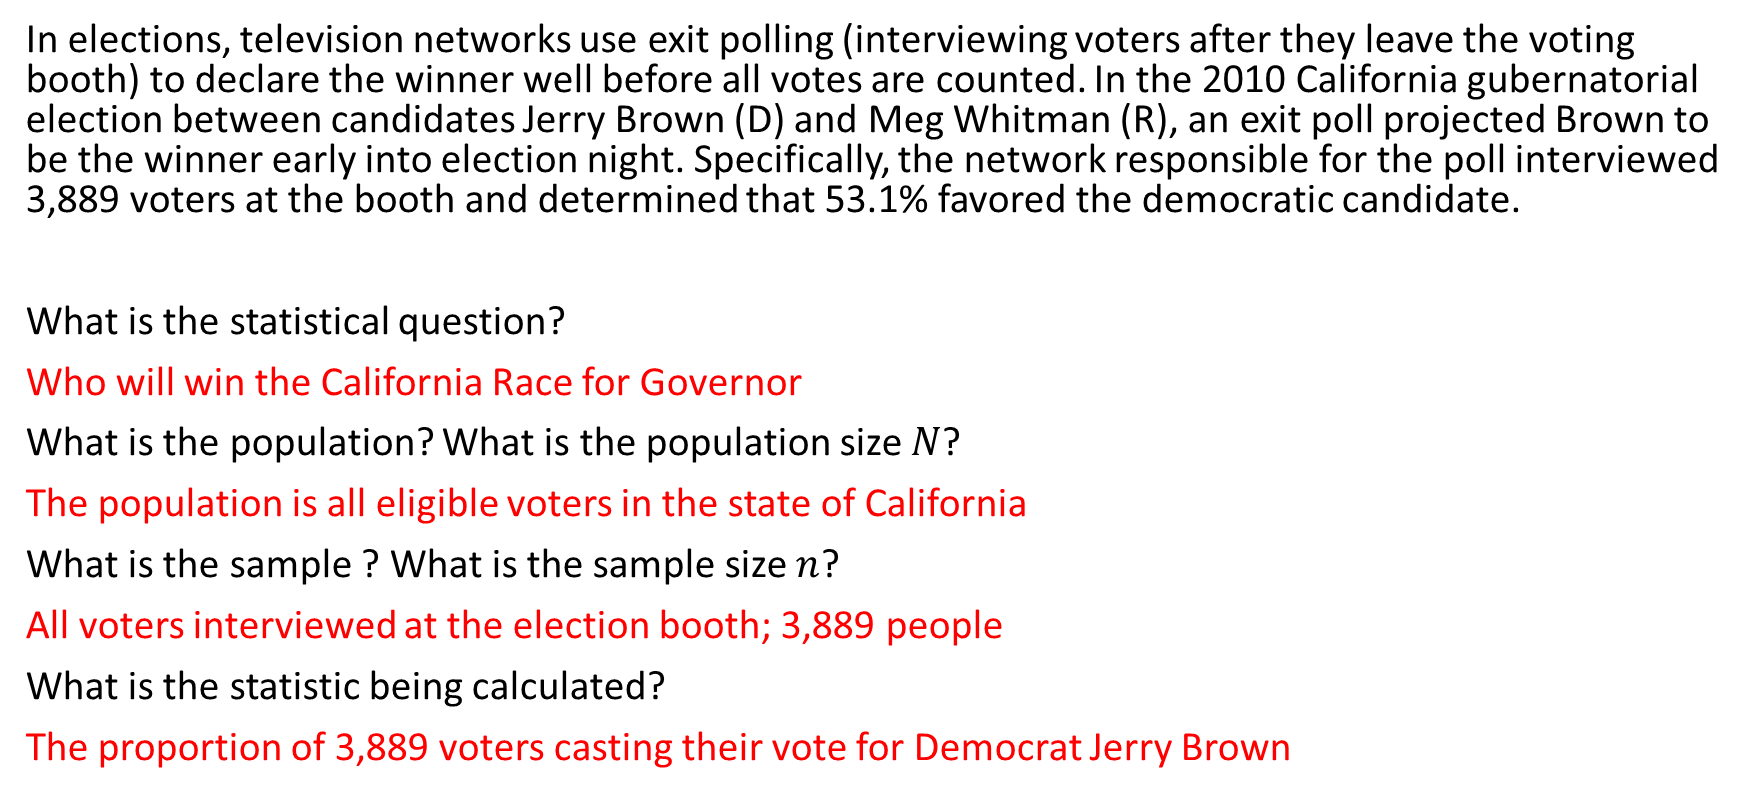 In elections, television networks use exit polling (interviewing voters after they leave the voting
booth) to declare the winner well before all votes are counted. In the 2010 California gubernatorial
election between candidates Jerry Brown (D) and Meg Whitman (R), an exit poll projected Brown to
be the winner early into election night. Specifically, the network responsible for the poll interviewed
3,889 voters at the booth and determined that 53.1% favored the democratic candidate.
What is the statistical question?
Who will win the California Race for Governor
What is the population? What is the population size N?
The population is all eligible voters in the state of California
What is the sample ? What is the sample size n?
All voters interviewed at the election booth; 3,889 people
What is the statistic being calculated?
The proportion of 3,889 voters casting their vote for Democrat Jerry Brown